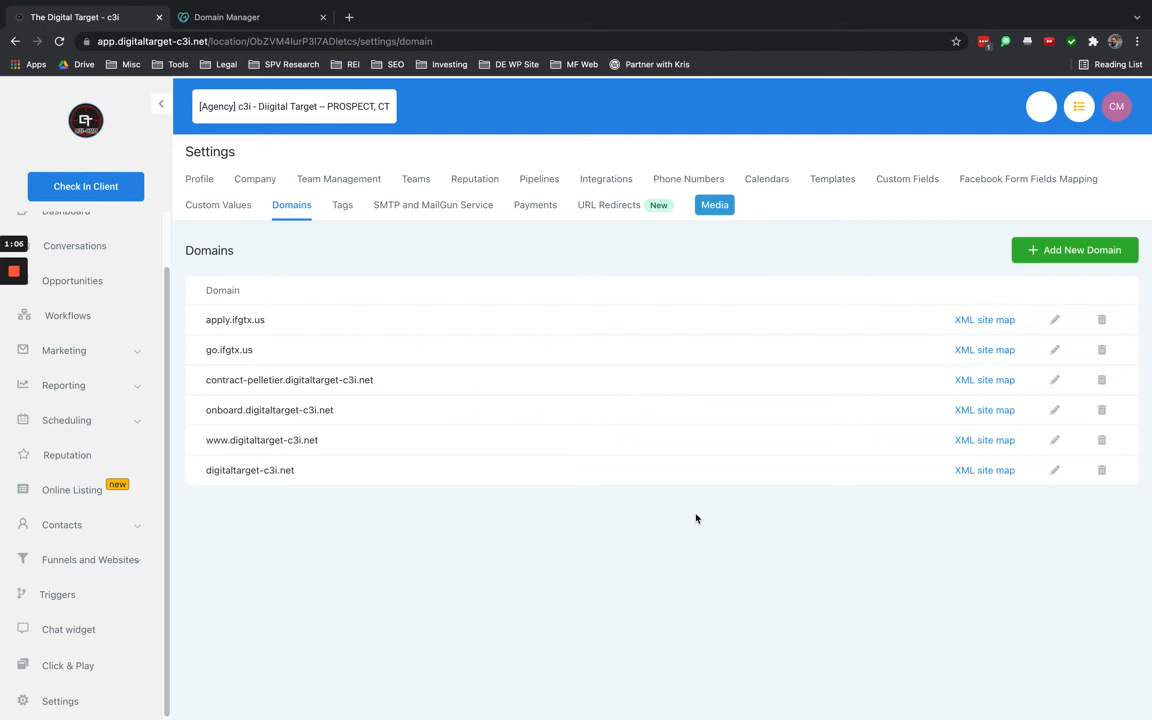 The Digital Target - c3i
Domain Manager
app.digitaltarget-c3i.net/location/ObZVM4IurP3I7ADIetcs/settings/domain
Apps
Drive
Misc
Tools
Legal
SPV Research
REI
SEO
Investing
DE WP Site
MF Web
Partner with Kris
Reading List
[Agency] c3i - Diigital Target – PROSPECT, CT
CM
Check In Client
Dashboard
Conversations
Opportunities
Workflows
Marketing
Reporting
Scheduling
Reputation
Online Listing new
Contacts
Funnels and Websites
Triggers
Chat widget
Click & Play
Settings
1:06
Settings
Profile
Company
Team Management
Teams
Reputation
Pipelines
Integrations
Phone Numbers
Calendars
Templates
Custom Fields
Facebook Form Fields Mapping
Custom Values
Domains
Tags
SMTP and MailGun Service
Payments
URL Redirects New
Media
Domains
+ Add New Domain
Domain
apply.ifgtx.us XML site map
go.ifgtx.us XML site map
contract-pelletier.digitaltarget-c3i.net XML site map
onboard.digitaltarget-c3i.net XML site map
www.digitaltarget-c3i.net XML site map
digitaltarget-c3i.net XML site map